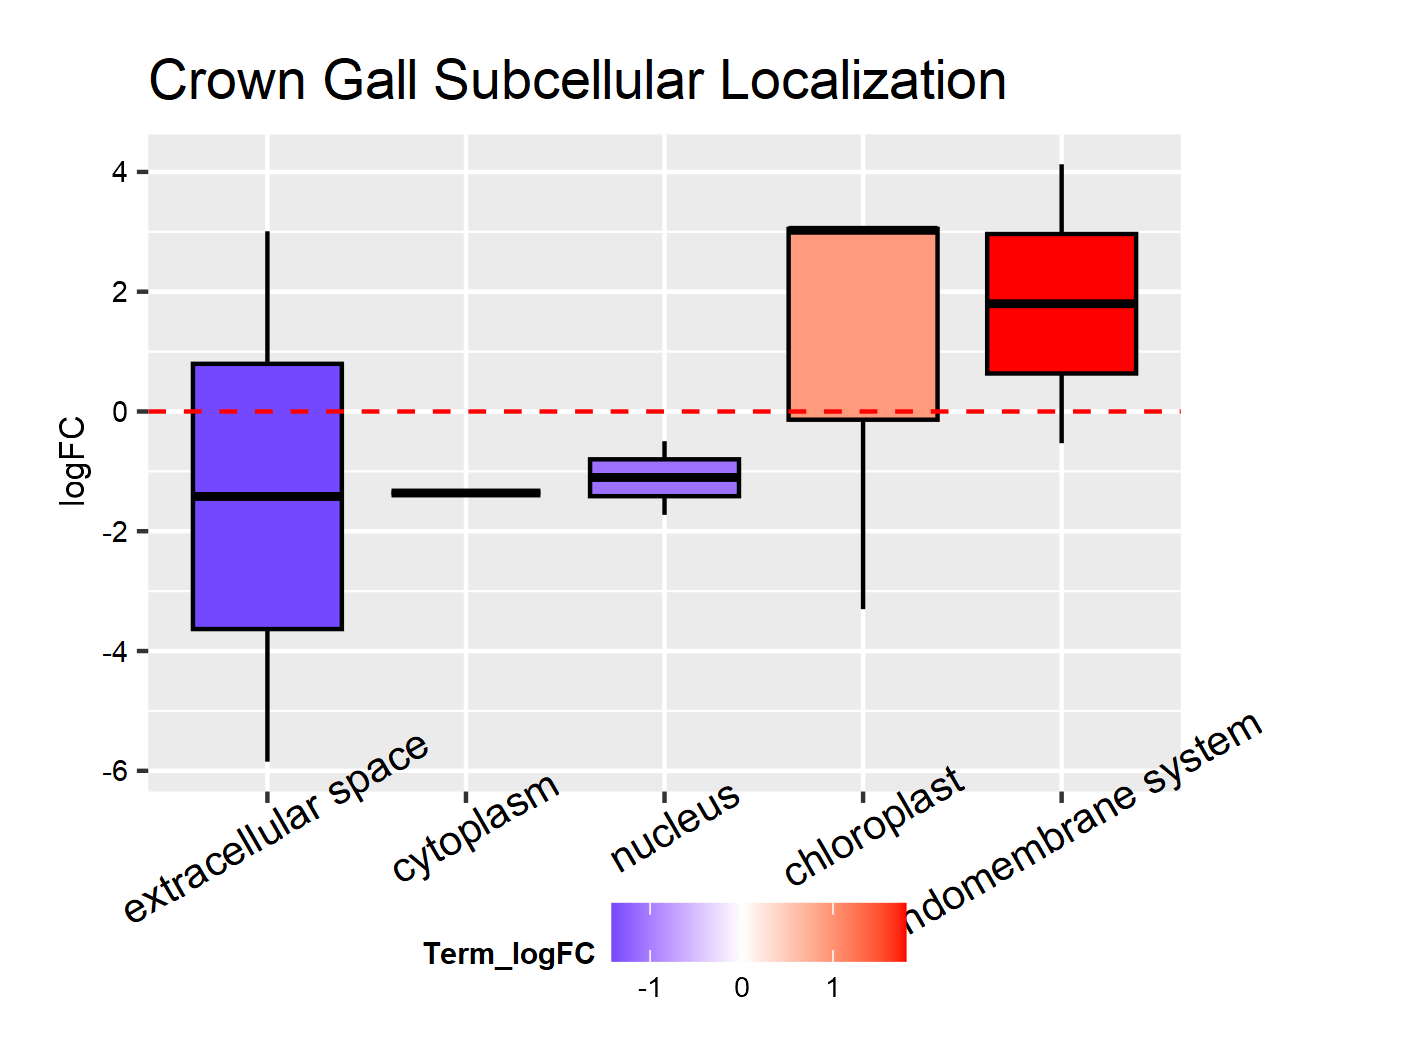 Crown Gall Subcellular Localization
4
2
0
-2
-4
-6
logFC
extracellular space
cytoplasm
nucleus
chloroplast
ndomembrane system
Term_logFC
-1
0
1